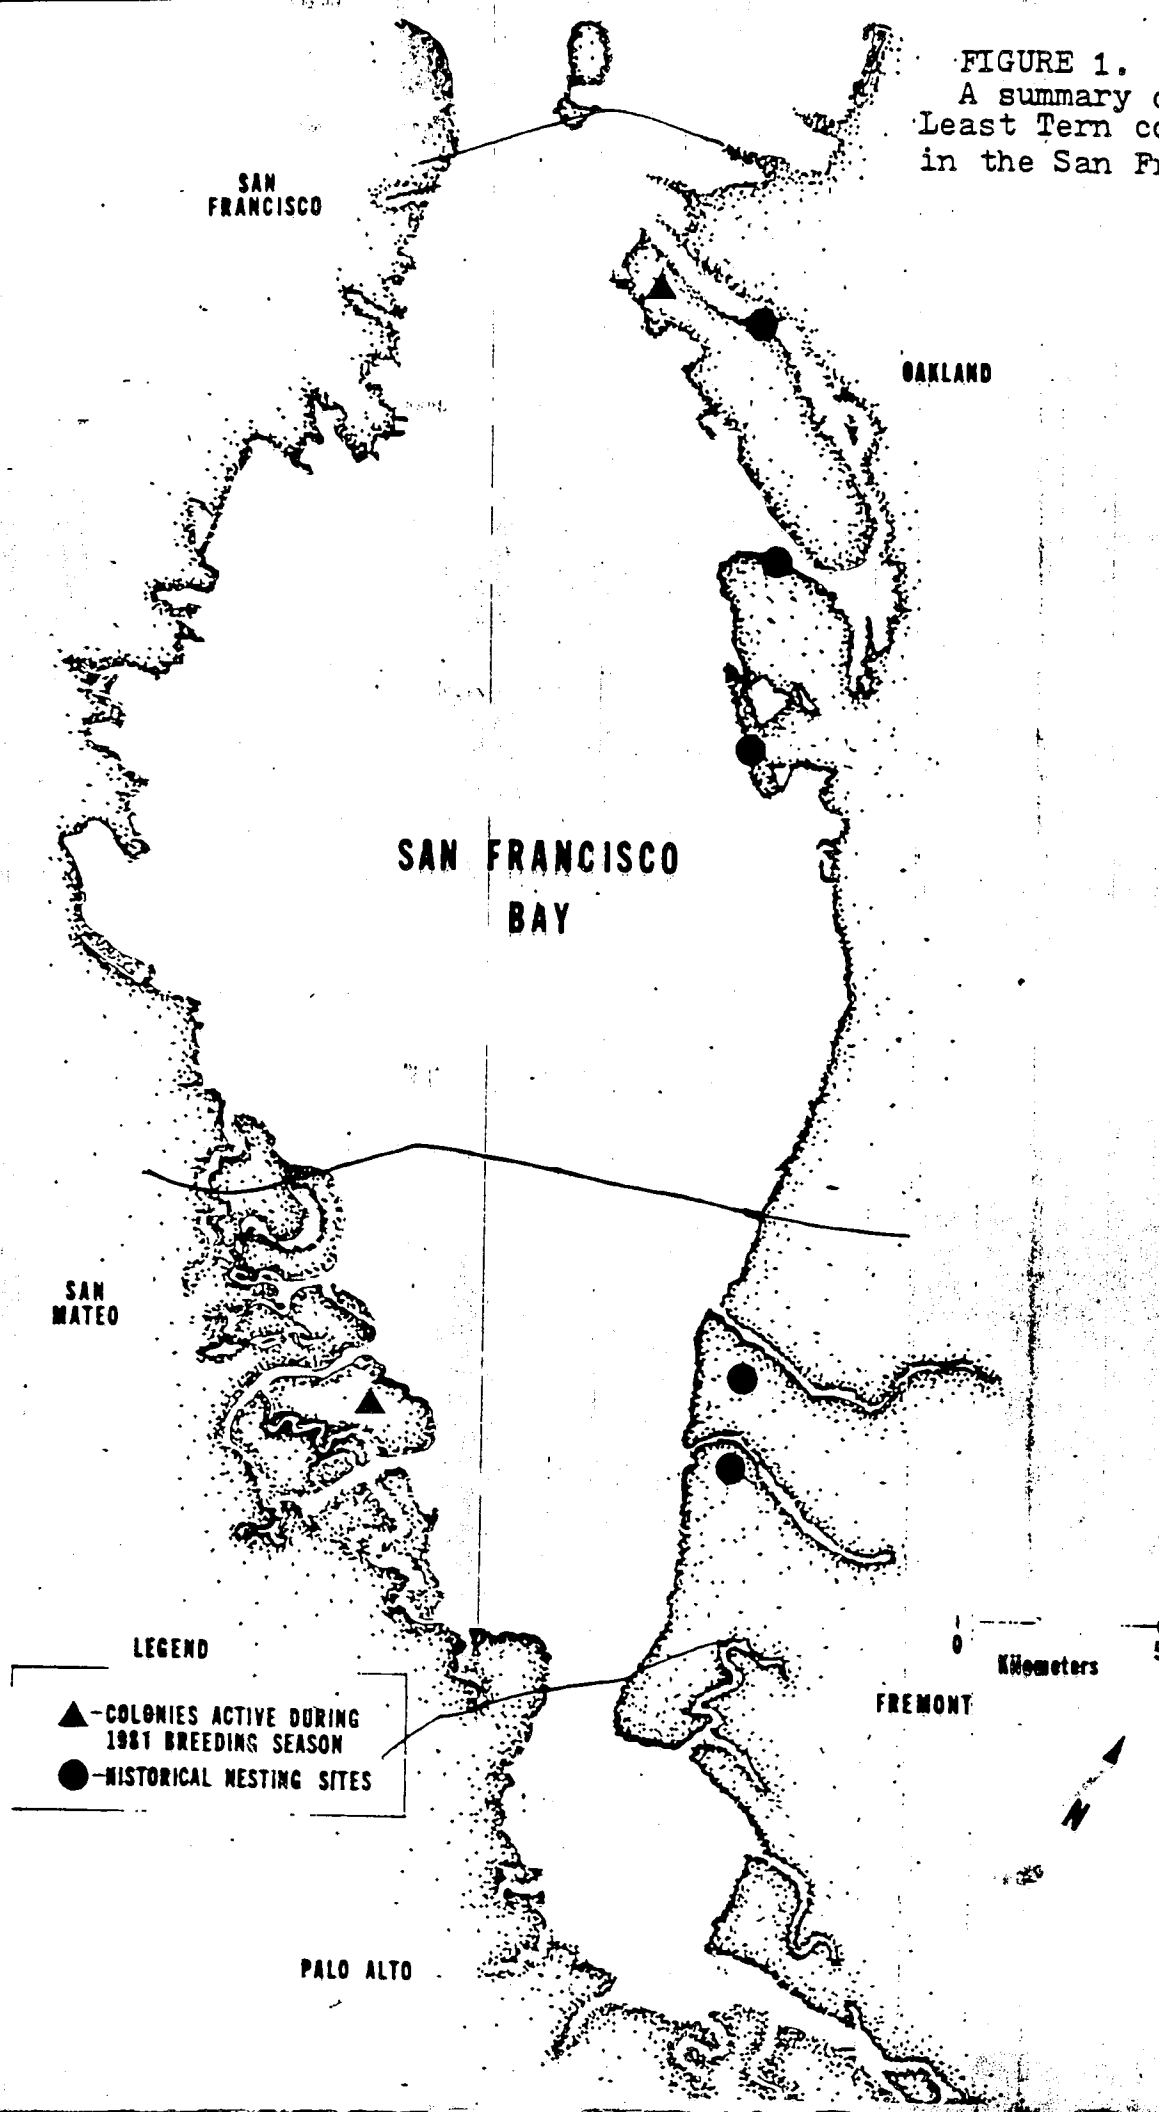 FIGURE 1.
A summary
Least Tern
in the San
SAN
FRANCISCO
OAKLAND
SAN FRANCISCO
BAY
SAN
MATEO
LEGEND
▲-COLONIES ACTIVE DURING
1981 BREEDING SEASON
●-HISTORICAL NESTING SITES
0
Kilometers
FREMONT
N
PALO ALTO